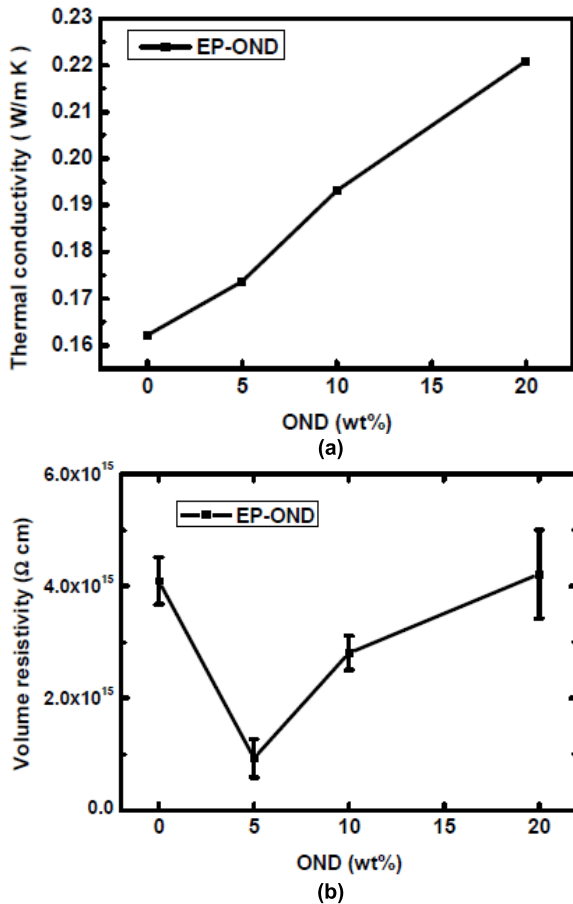 0.23
EP-OND
0.22
0.21
0.20
0.19
0.18
0.17
0.16
Thermal conductivity ( W/m K )
0 5 10 15 20
OND (wt%)
(a)
6.0x10¹⁵
EP-OND
4.0x10¹⁵
2.0x10¹⁵
0.0
Volume resistivity (Ω cm)
0 5 10 15 20
OND (wt%)
(b)